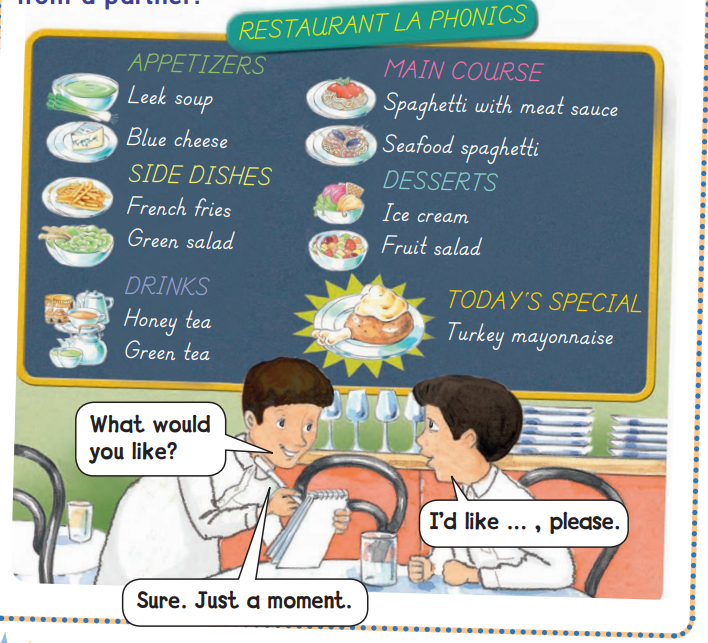 from a partner.
RESTAURANT LA PHONICS
APPETIZERS
Leek soup
Blue cheese
SIDE DISHES
French fries
Green salad
DRINKS
Honey tea
Green tea
MAIN COURSE
Spaghetti with meat sauce
Seafood spaghetti
DESSERTS
Ice cream
Fruit salad
TODAY'S SPECIAL
Turkey mayonnaise
What would
you like?
I'd like ... , please.
Sure. Just a moment.